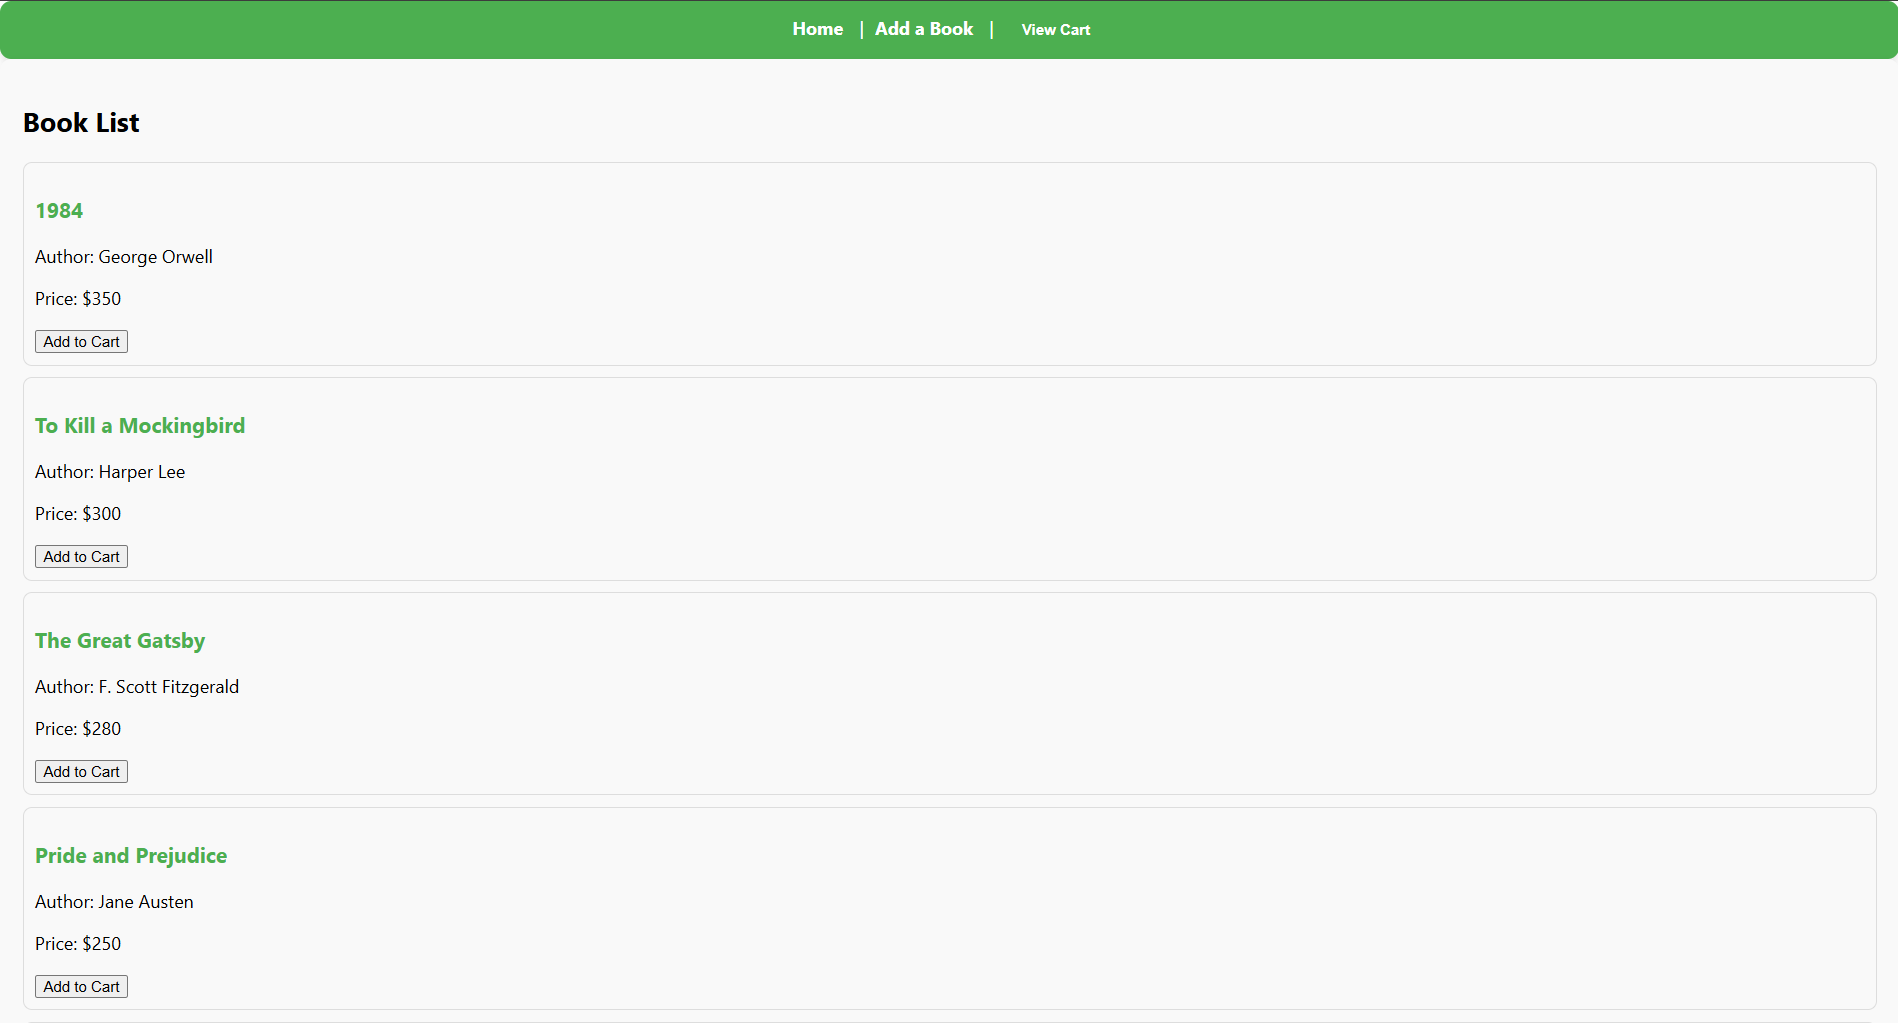 Home | Add a Book | View Cart
Book List
1984
Author: George Orwell
Price: $350
Add to Cart
To Kill a Mockingbird
Author: Harper Lee
Price: $300
Add to Cart
The Great Gatsby
Author: F. Scott Fitzgerald
Price: $280
Add to Cart
Pride and Prejudice
Author: Jane Austen
Price: $250
Add to Cart